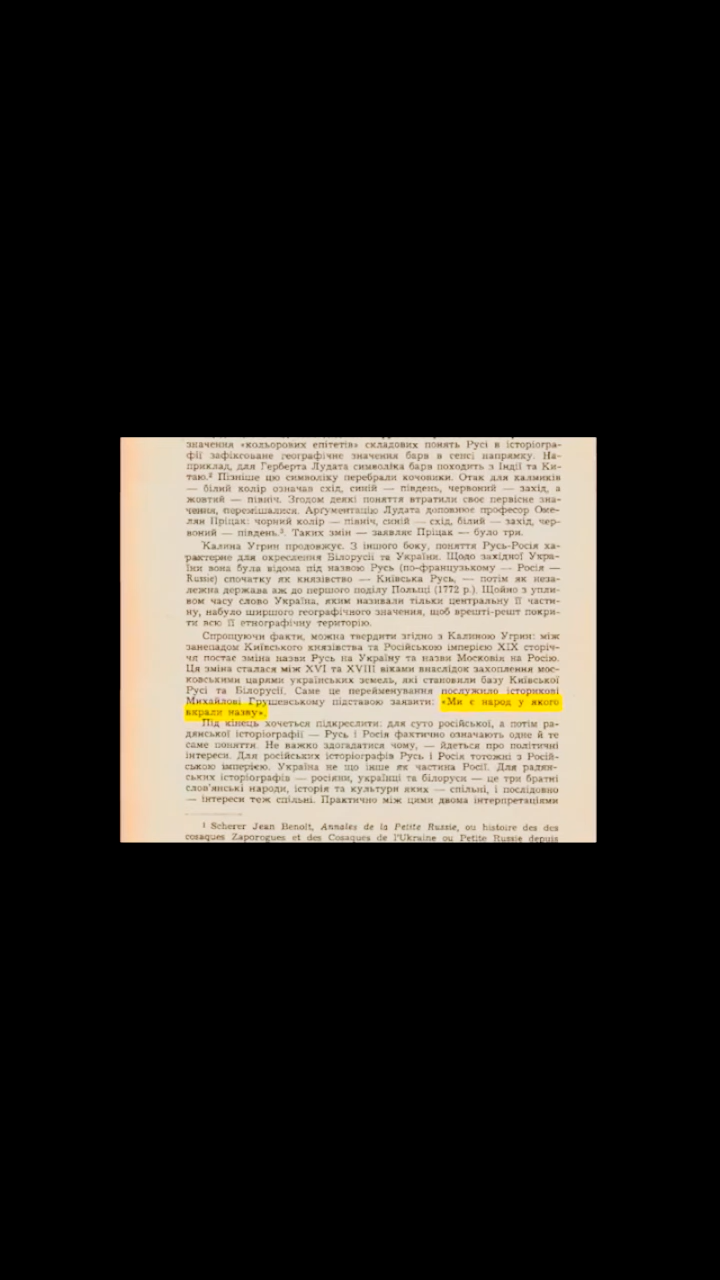 значення «кольорових епітетів» складових понять Русі в історіогра-
фії зафіксоване географічне значення барв в сенсі напрямку. На-
приклад, для Герберта Лудата символіка барв походить з Індії та Ки-
таю.² Пізніше цю символіку перебрали кочовики. Отак для калмиків
— білий колір означав схід, синій — південь, червоний — захід, а
жовтий — північ. Згодом деякі поняття втратили своє первісне зна-
чення, перемішалися. Арґументацію Лудата доповнює професор Оме-
лян Пріцак: чорний колір — північ, синій — схід, білий — захід, чер-
воний — південь.³. Таких змін — заявляє Пріцак — було три.
Калина Угрин продовжує. З іншого боку, поняття Русь-Росія ха-
рактерне для окреслення Білорусії та України. Щодо західної Укра-
їни вона була відома під назвою Русь (по-французькому — Росія —
Russie) спочатку як князівство — Київська Русь, — потім як неза-
лежна держава аж до першого поділу Польщі (1772 р.). Щойно з упли-
вом часу слово Україна, яким називали тільки центральну її части-
ну, набуло ширшого географічного значення, щоб врешті-решт покри-
ти всю її етнографічну територію.
Спрощуючи факти, можна твердити згідно з Калиною Угрин: між
занепадом Київського князівства та Російською імперією XIX сторіч-
чя постає зміна назви Русь на Україну та назви Московія на Росію.
Ця зміна сталася між XVI та XVIII віками внаслідок захоплення мос-
ковськими царями українських земель, які становили базу Київської
Русі та Білорусії. Саме це перейменування послужило історикові
Михайлові Грушевському підставою заявити: «Ми є народ у якого
вкрали назву».
Під кінець хочеться підкреслити: для суто російської, а потім ра-
дянської історіографії — Русь і Росія фактично означають одне й те
саме поняття. Не важко здогадатися чому, — йдеться про політичні
інтереси. Для російських історіографів Русь і Росія тотожні з Росій-
ською імперією. Україна не що інше як частина Росії. Для радян-
ських історіографів — росіяни, українці та білоруси — це три братні
слов'янські народи, історія та культури яких — спільні, і послідовно
— інтереси теж спільні. Практично між цими двома інтерпретаціями
¹ Scherer Jean Benoît, Annales de la Petite Russie, ou histoire des des
cosaques Zaporogues et des Cosaques de l'Ukraine ou Petite Russie depuis